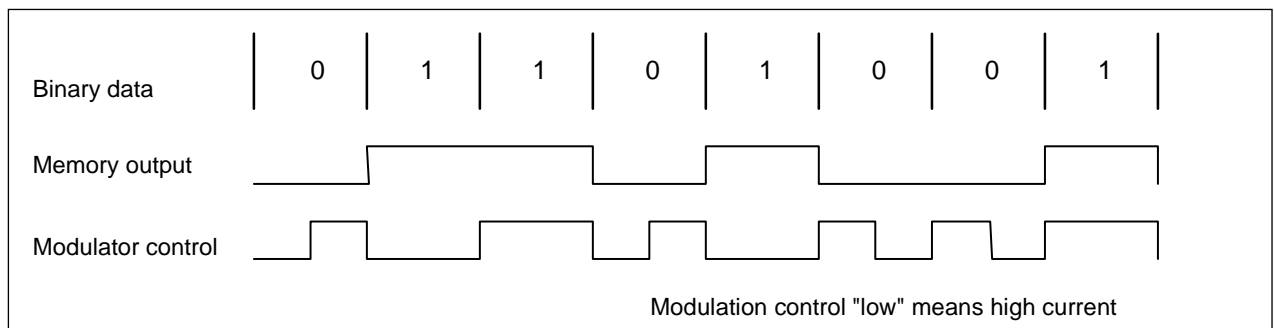 Binary data 0 1 1 0 1 0 0 1
Memory output
Modulator control
Modulation control "low" means high current